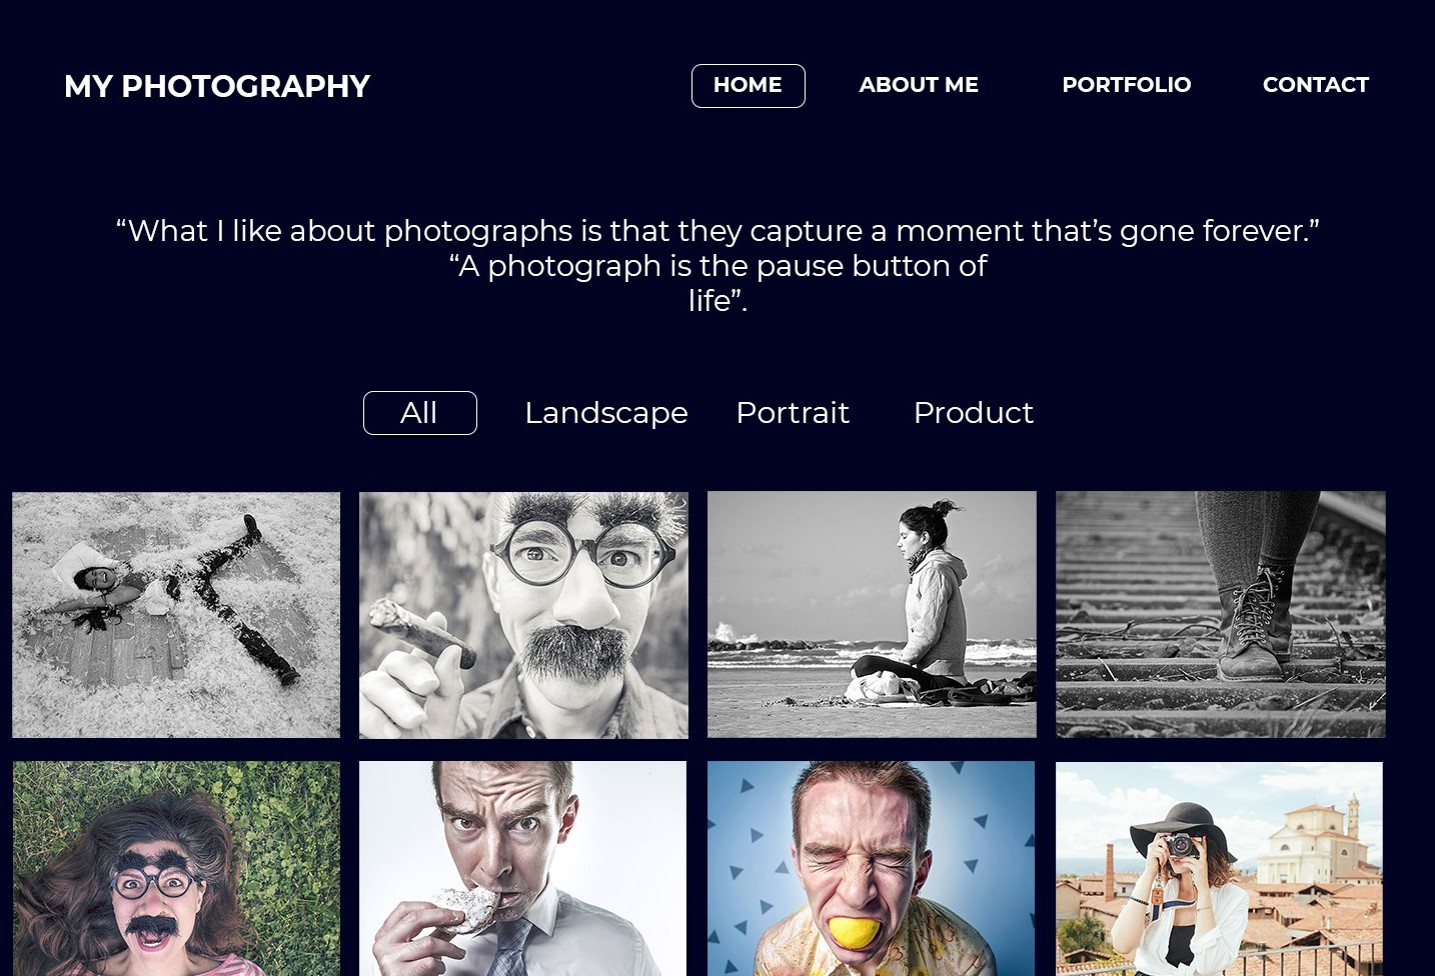 MY PHOTOGRAPHY
HOME
ABOUT ME
PORTFOLIO
CONTACT
“What I like about photographs is that they capture a moment that’s gone forever.”
“A photograph is the pause button of
life”.
All
Landscape
Portrait
Product